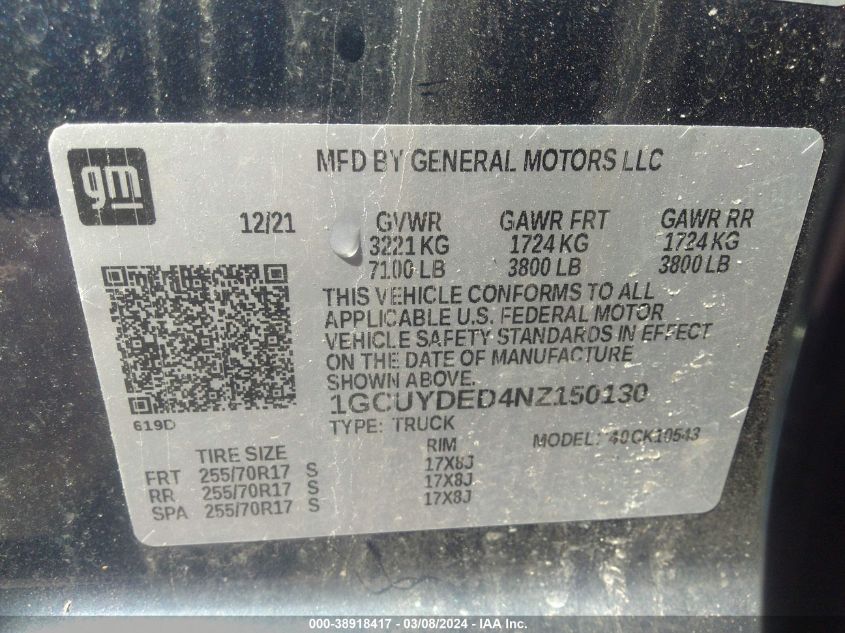 gm
MFD BY GENERAL MOTORS LLC
12/21 GVWR GAWR FRT GAWR RR
3221 KG 1724 KG 1724 KG
7100 LB 3800 LB 3800 LB
THIS VEHICLE CONFORMS TO ALL
APPLICABLE U.S. FEDERAL MOTOR
VEHICLE SAFETY STANDARDS IN EFFECT
ON THE DATE OF MANUFACTURE
SHOWN ABOVE.
1GCUYDED4NZ150130
619D
TYPE: TRUCK MODEL:
TIRE SIZE RIM
FRT 255/70R17 S 17X8J
RR 255/70R17 S 17X8J
SPA 255/70R17 S 17X8J
000-38918417 - 03/08/2024 - IAA Inc.